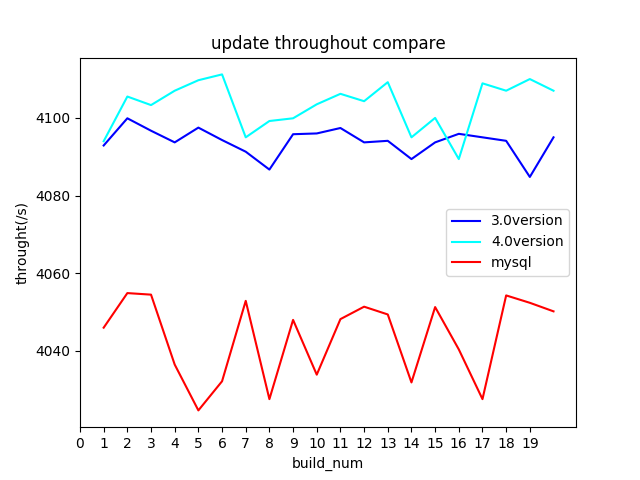 update throughout compare
throught(/s)
4100
4080
4060
4040
3.0version
4.0version
mysql
0 1 2 3 4 5 6 7 8 9 10 11 12 13 14 15 16 17 18 19
build_num